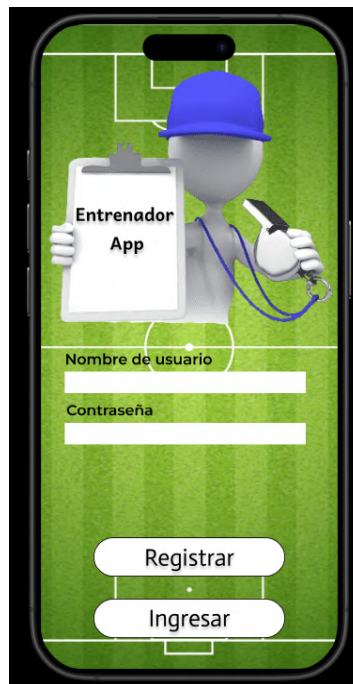 Entrenador
App
Nombre de usuario
Contraseña
Registrar
Ingresar